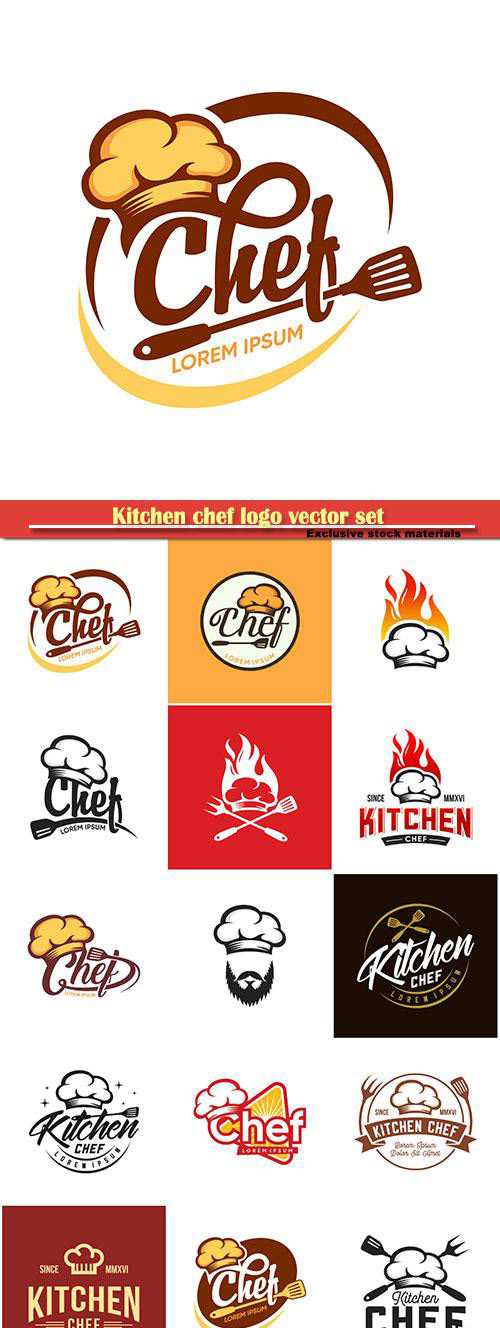 Chef
LOREM IPSUM
Kitchen chef logo vector set
Exclusive stock materials
Chef
LOREM IPSUM
Chef
LOREM IPSUM
Chef
LOREM IPSUM
SINCE MMXVI
KITCHEN
CHEF
Chef
LOREM IPSUM
Kitchen
CHEF
LOREM IPSUM
Kitchen
CHEF
LOREM IPSUM
Chef
LOREM IPSUM
SINCE MMXVI
KITCHEN CHEF
Lorem Ipsum
Dolor Sit Amet
SINCE MMXVI
KITCHEN
CHEF
Chef
LOREM IPSUM
Kitchen
CHEF